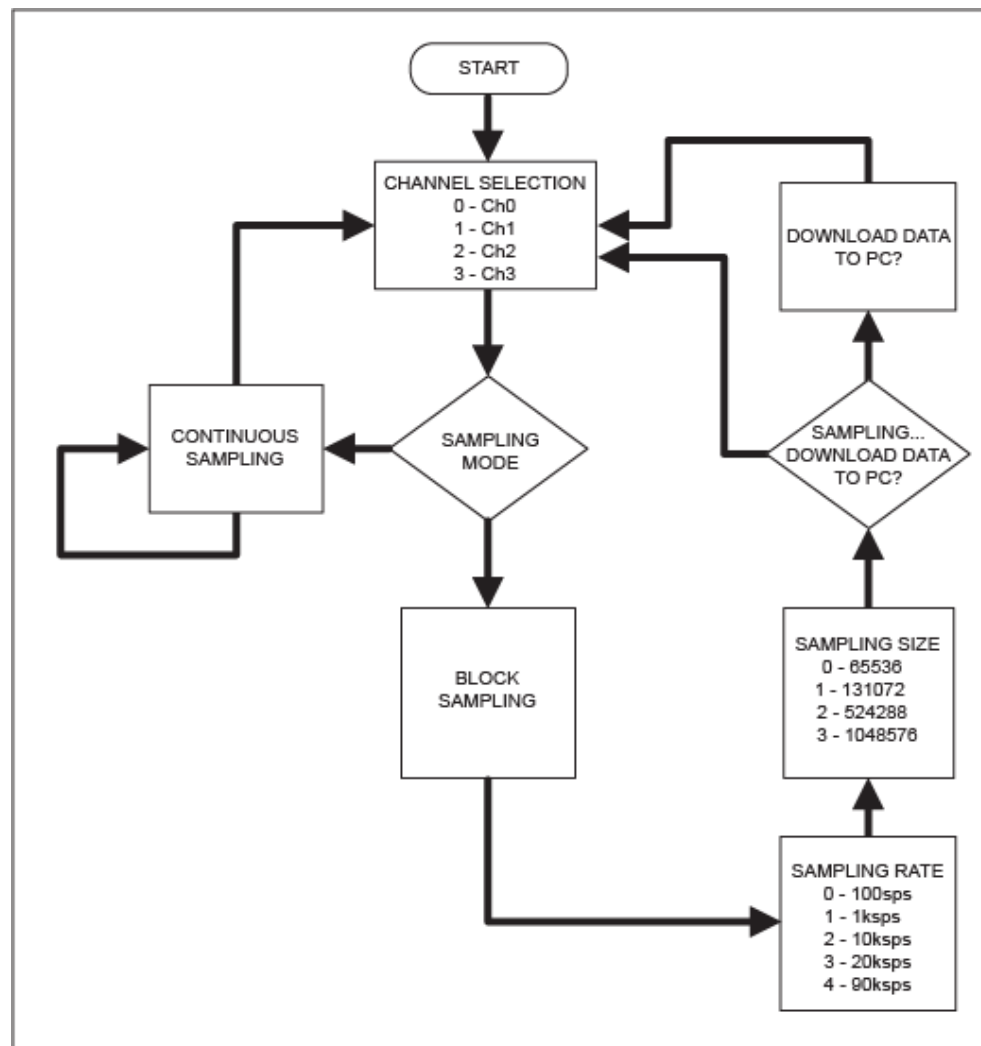 START
CHANNEL SELECTION
0 - Ch0
1 - Ch1
2 - Ch2
3 - Ch3
DOWNLOAD DATA
TO PC?
CONTINUOUS
SAMPLING
SAMPLING
MODE
SAMPLING...
DOWNLOAD DATA
TO PC?
BLOCK
SAMPLING
SAMPLING SIZE
0 - 65536
1 - 131072
2 - 524288
3 - 1048576
SAMPLING RATE
0 - 100sps
1 - 1ksps
2 - 10ksps
3 - 20ksps
4 - 90ksps